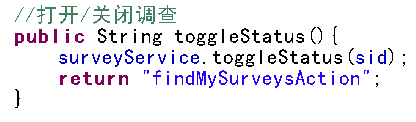 //打开/关闭调查
public String toggleStatus(){
    surveyService.toggleStatus(sid);
    return "findMySurveysAction";
}